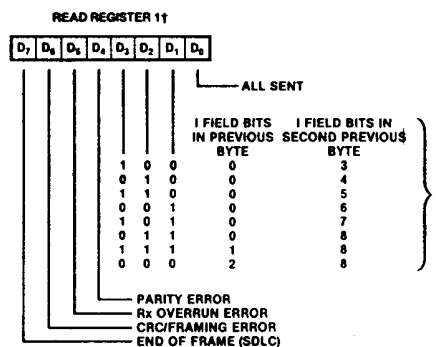 READ REGISTER 1†
D7 D6 D5 D4 D3 D2 D1 D0
ALL SENT
I FIELD BITS IN PREVIOUS BYTE I FIELD BITS IN SECOND PREVIOUS BYTE
1 0 0 0 3
0 1 0 0 4
1 1 0 0 5
0 0 1 0 6
1 0 1 0 7
0 1 1 0 8
1 1 1 1 8
0 0 0 2 8
PARITY ERROR
Rx OVERRUN ERROR
CRC/FRAMING ERROR
END OF FRAME (SDLC)